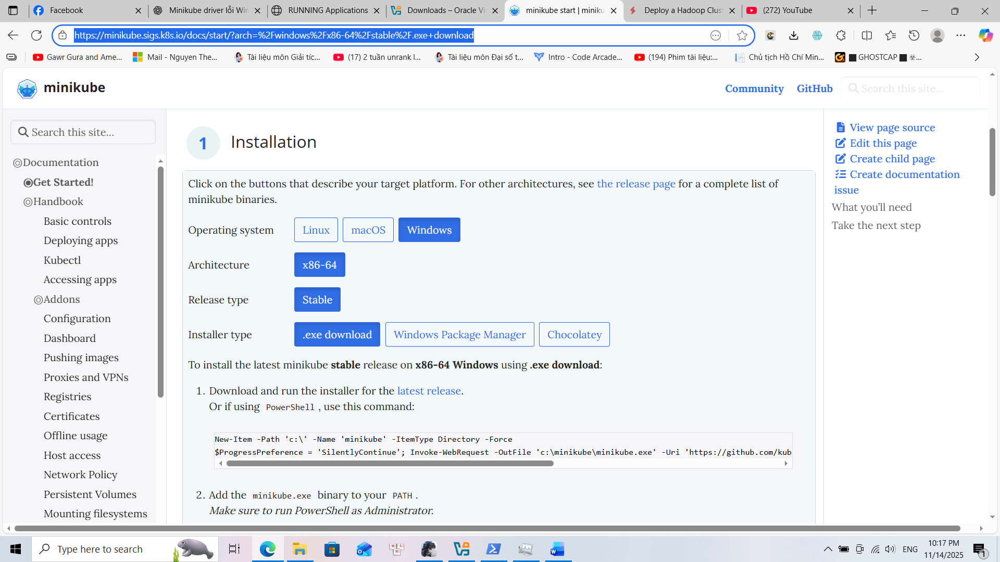 Facebook
Minikube driver lỗi Win
RUNNING Applications
Downloads – Oracle Vi
minikube start | miniku
Deploy a Hadoop Clust
(272) YouTube
https://minikube.sigs.k8s.io/docs/start/?arch=%2Fwindows%2Fx86-64%2Fstable%2F.exe+download
Gawr Gura and Ame...
Mail - Nguyen The...
Tài liệu môn Giải tíc...
(17) 2 tuần unrank l...
Tài liệu môn Đại số t...
Intro - Code Arcade...
(194) Phim tài liệu:...
Chủ tịch Hồ Chí Min...
GHOSTCAP
minikube
Community
GitHub
Search this site...
Search this site...
Documentation
Get Started!
Handbook
Basic controls
Deploying apps
Kubectl
Accessing apps
Addons
Configuration
Dashboard
Pushing images
Proxies and VPNs
Registries
Certificates
Offline usage
Host access
Network Policy
Persistent Volumes
Mounting filesystems
1 Installation
Click on the buttons that describe your target platform. For other architectures, see the release page for a complete list of
minikube binaries.
Operating system Linux macOS Windows
Architecture x86-64
Release type Stable
Installer type .exe download Windows Package Manager Chocolatey
To install the latest minikube stable release on x86-64 Windows using .exe download:
1. Download and run the installer for the latest release.
Or if using PowerShell, use this command:
New-Item -Path 'c:\' -Name 'minikube' -ItemType Directory -Force
$ProgressPreference = 'SilentlyContinue'; Invoke-WebRequest -OutFile 'c:\minikube\minikube.exe' -Uri 'https://github.com/kub
2. Add the minikube.exe binary to your PATH.
Make sure to run PowerShell as Administrator.
View page source
Edit this page
Create child page
Create documentation
issue
What you’ll need
Take the next step
Type here to search
ENG
10:17 PM
11/14/2025
1